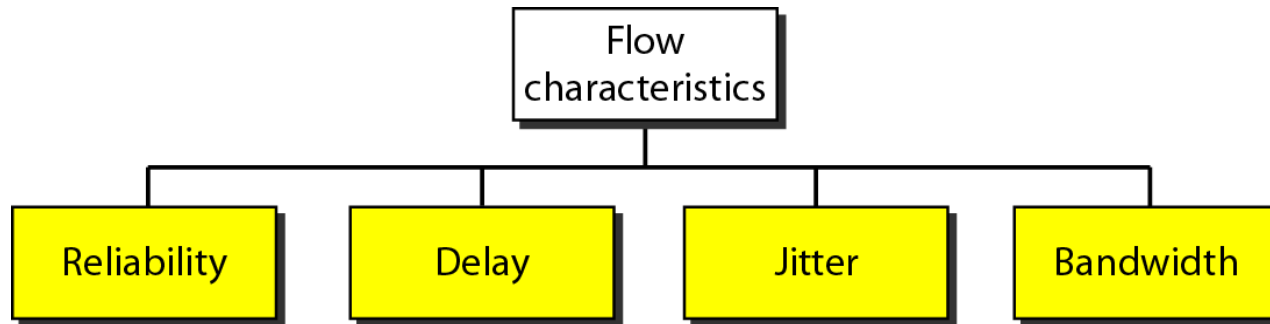 Flow
characteristics
Reliability
Delay
Jitter
Bandwidth